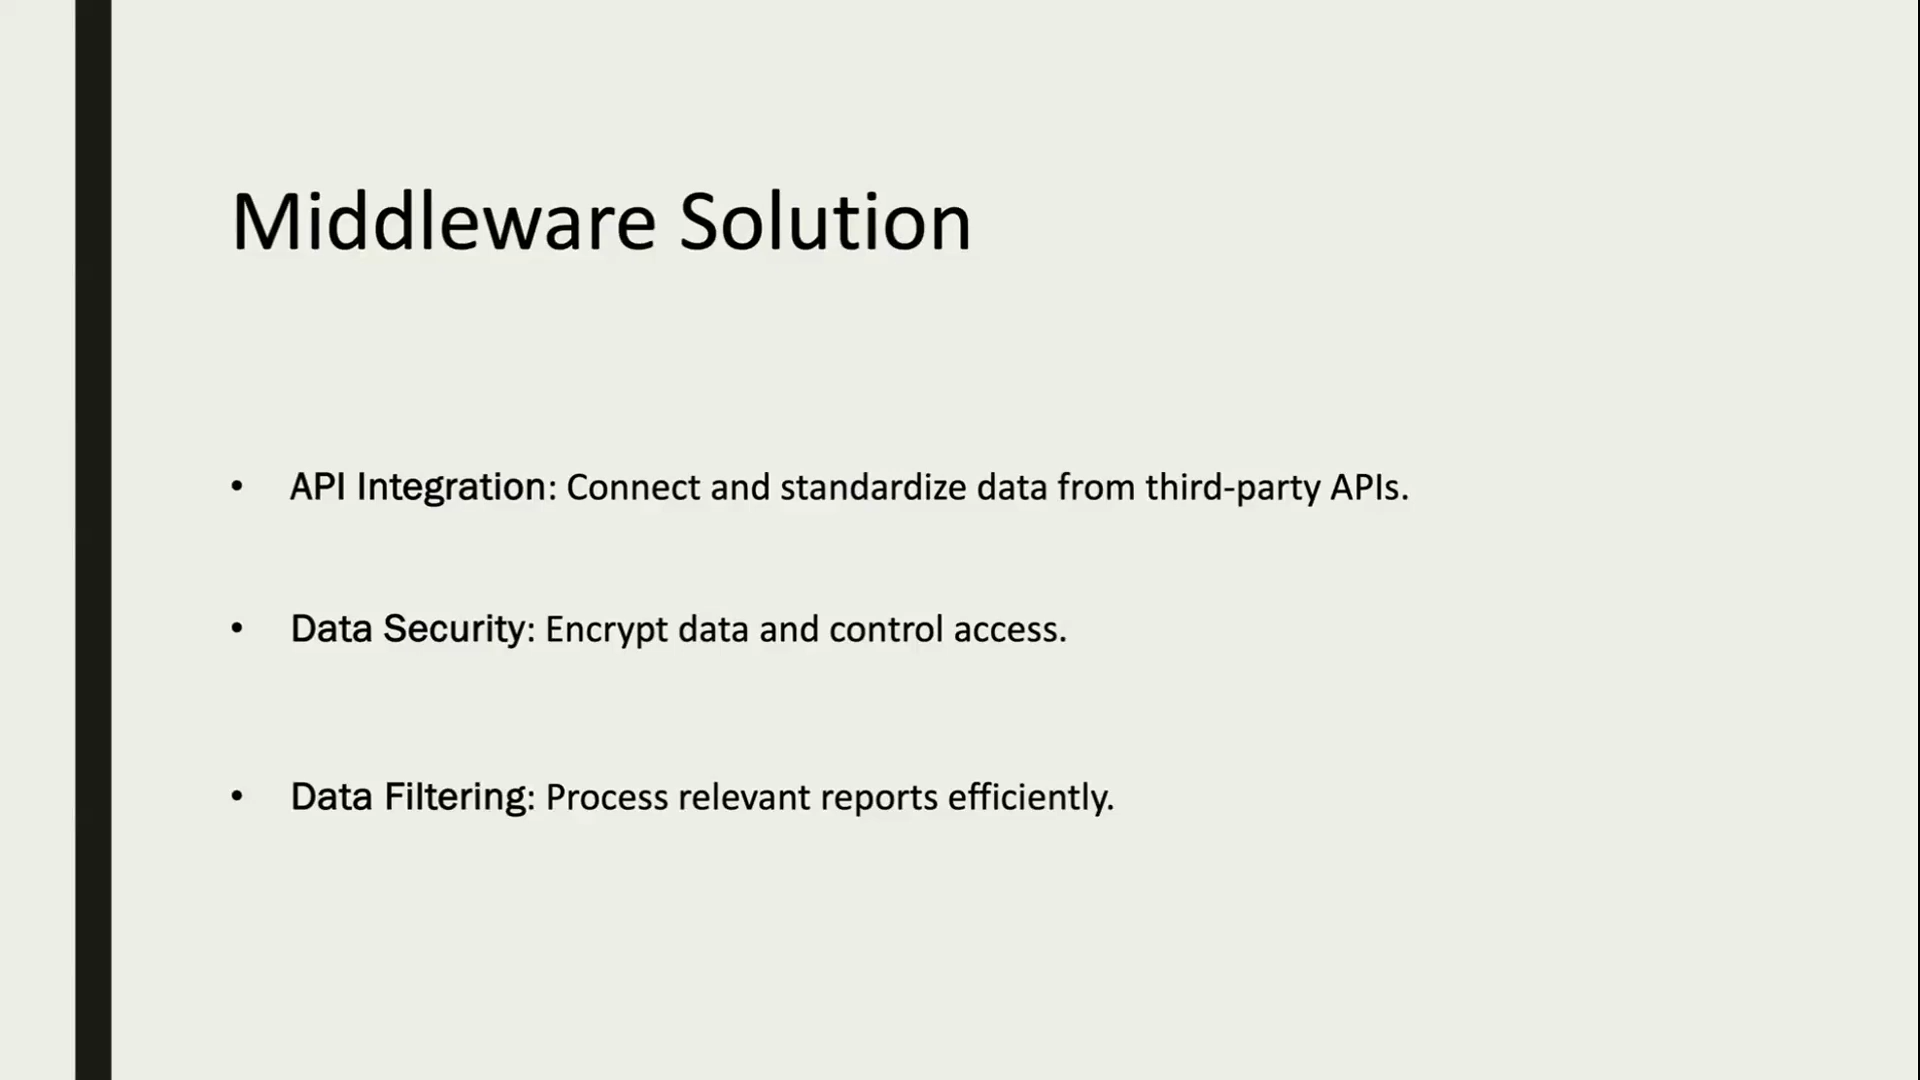 Middleware Solution
• API Integration: Connect and standardize data from third-party APIs.
• Data Security: Encrypt data and control access.
• Data Filtering: Process relevant reports efficiently.